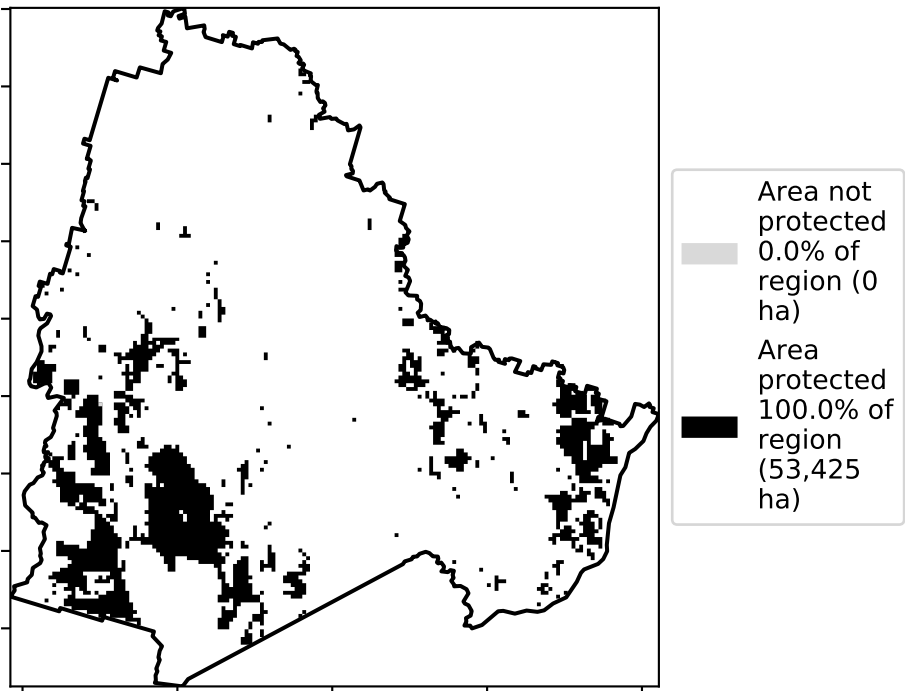 Area not
protected
0.0% of
region (0
ha)
Area
protected
100.0% of
region
(53,425
ha)